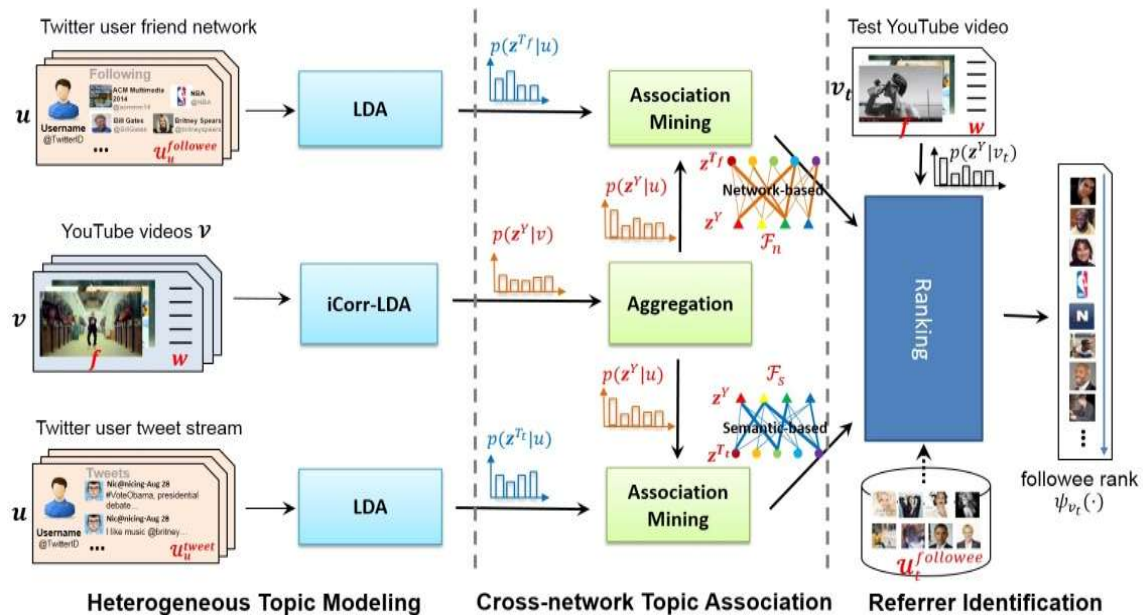 Twitter user friend network
Following
ACM Multimedia
2014
NBA
@NBA
Bill Gates
@BillGates
Britney Spears
@britneyspears
u
Username
@TwitterID
...
𝒰_u^followee
LDA
p(z^{T_f}|u)
Association
Mining
z^{T_f}
Network-based
z^Y
ℱ_n
p(z^Y|u)
Test YouTube video
v_t
f
w
p(z^Y|v_t)
YouTube videos 𝒱
v
f
w
iCorr-LDA
p(z^Y|v)
Aggregation
Ranking
N
p(z^Y|u)
ℱ_s
z^Y
Semantic-based
z^{T_t}
Twitter user tweet stream
Tweets
Nic@nicing-Aug 28
#VoteObama, presidential
debate...
Nic@nicing-Aug 28
I like music @britney...
u
Username
@TwitterID
...
𝒰_u^tweet
LDA
p(z^{T_t}|u)
Association
Mining
𝒰_t^followee
...
followee rank
ψ_{v_t}(·)
Heterogeneous Topic Modeling
Cross-network Topic Association
Referrer Identification